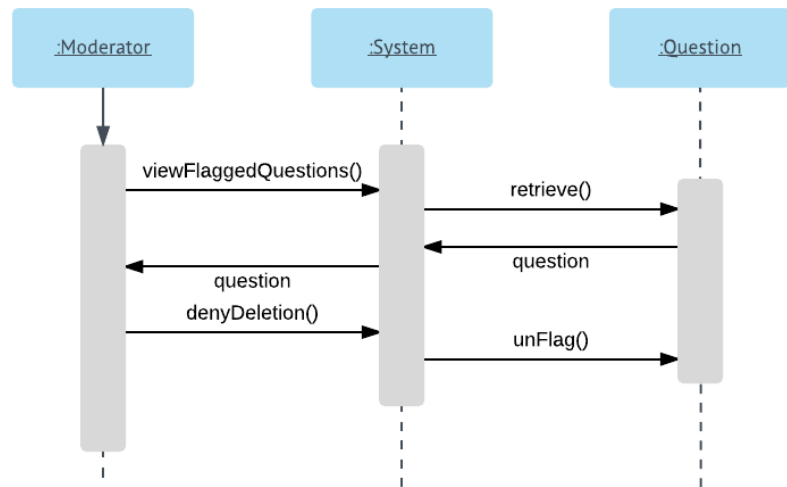 :Moderator
:System
:Question
viewFlaggedQuestions()
retrieve()
question
question
denyDeletion()
unFlag()